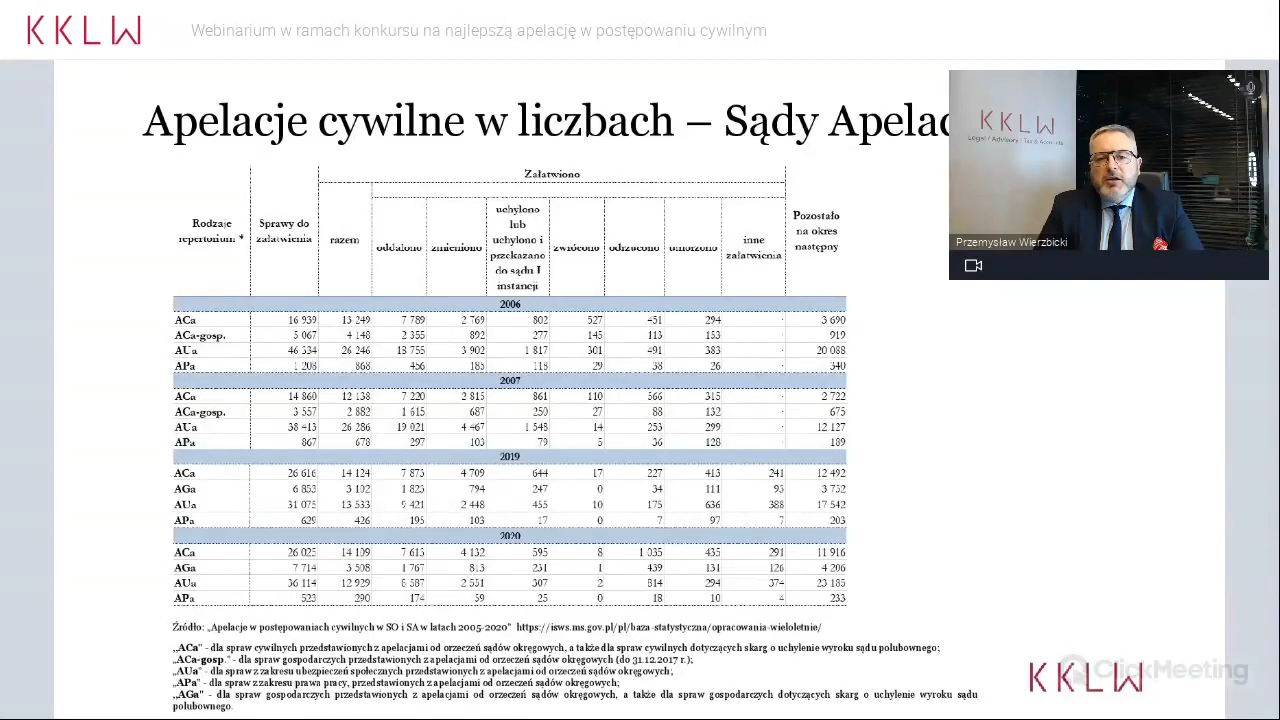 KKLW Webinarium w ramach konkursu na najlepszą apelację w postępowaniu cywilnym
Apelacje cywilne w liczbach – Sądy Apelac
KKLW
Legal / Advisory / Tax & Accounts
Przemysław Wierzbicki
Załatwiono
Rodzaje repertorium * Sprawy do załatwienia razem oddalono zmieniono uchylono lub uchylono i przekazano do sądu I instancji zwrócono odrzucono umorzono inne załatwienia Pozostało na okres następny
2006
ACa 16 939 13 249 7 789 2 769 802 527 451 294 - 3 690
ACa-gosp. 5 067 4 148 2 355 892 277 145 113 153 919
AUa 46 334 26 246 18 755 3 902 1 817 301 491 383 - 20 088
APa 1 208 868 456 185 118 29 38 26 - 340
2007
ACa 14 860 12 138 7 220 2 815 861 110 566 315 - 2 722
ACa-gosp. 3 557 2 882 1 615 687 250 27 88 132 - 675
AUa 38 413 26 286 19 021 4 467 1 548 14 253 299 - 12 127
APa 867 678 297 103 79 5 36 128 - 189
2019
ACa 26 616 14 124 7 873 4 709 644 17 227 413 241 12 492
AGa 6 853 3 102 1 823 794 247 0 34 111 93 3 752
AUa 31 075 13 533 9 421 2 448 455 10 175 636 388 17 542
APa 629 426 195 103 17 0 7 97 7 203
2020
ACa 26 025 14 109 7 613 4 132 595 8 1 035 435 291 11 916
AGa 7 714 3 508 1 767 813 231 1 439 131 126 4 206
AUa 36 114 12 929 8 587 2 551 307 2 814 294 374 23 185
APa 523 290 174 59 25 0 18 10 4 233
Źródło: „Apelacje w postępowaniach cywilnych w SO i SA w latach 2005-2020" https://isws.ms.gov.pl/pl/baza-statystyczna/opracowania-wieloletnie/
„ACa" - dla spraw cywilnych przedstawionych z apelacjami od orzeczeń sądów okręgowych, a także dla spraw cywilnych dotyczących skarg o uchylenie wyroku sądu polubownego;
„ACa-gosp." - dla spraw gospodarczych przedstawionych z apelacjami od orzeczeń sądów okręgowych (do 31.12.2017 r.);
„AUa" - dla spraw z zakresu ubezpieczeń społecznych przedstawionych z apelacjami od orzeczeń sądów okręgowych;
„APa" - dla spraw z zakresu prawa pracy, przedstawionych z apelacjami od orzeczeń sądów okręgowych;
„AGa" - dla spraw gospodarczych przedstawionych z apelacjami od orzeczeń sądów okręgowych, a także dla spraw gospodarczych dotyczących skarg o uchylenie wyroku sądu
polubownego.
KKLW
ClickMeeting